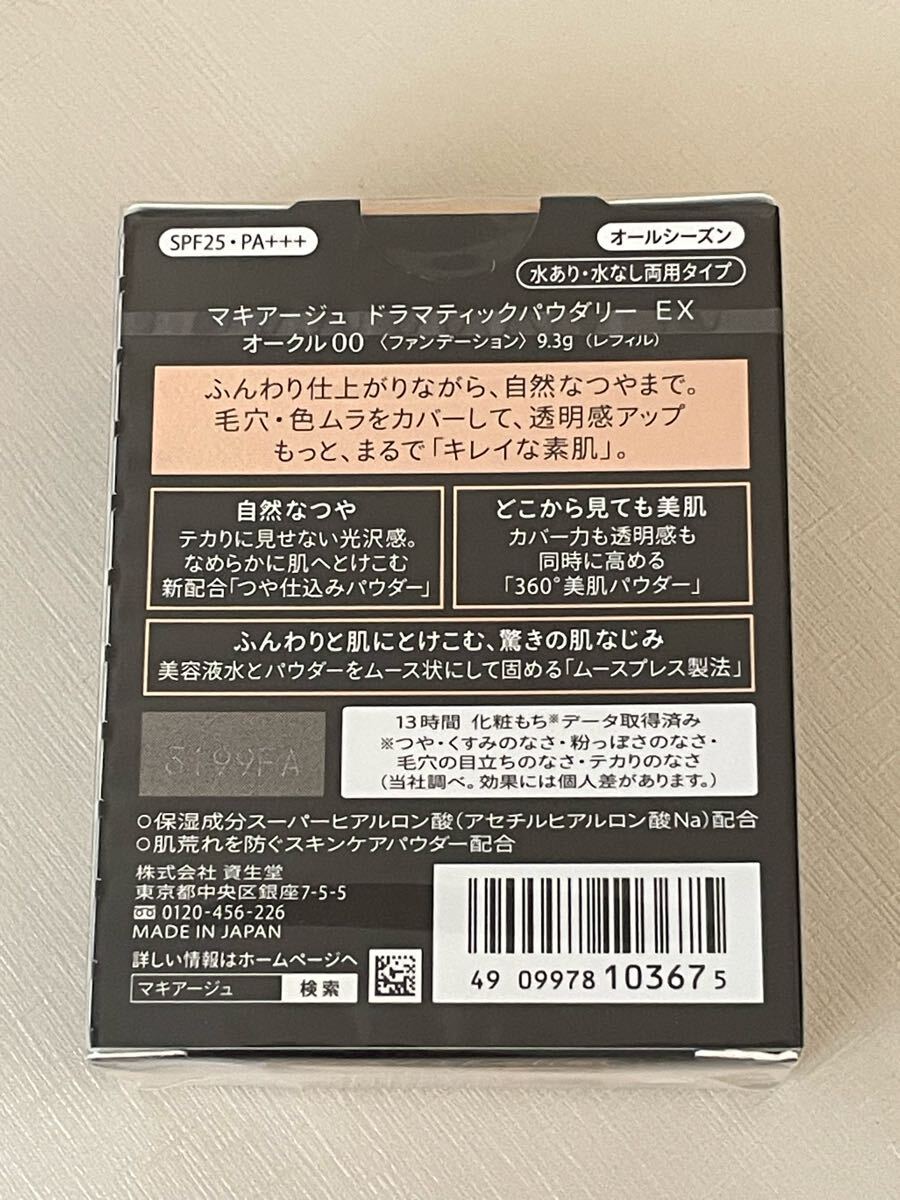 SPF25・PA+++
オールシーズン
水あり・水なし両用タイプ
マキアージュ ドラマティックパウダリー EX
オークル00 〈ファンデーション〉 9.3g（レフィル）
ふんわり仕上がりながら、自然なつやまで。
毛穴・色ムラをカバーして、透明感アップ
もっと、まるで「キレイな素肌」。
自然なつや
テカりに見せない光沢感。
なめらかに肌へとけこむ
新配合「つや仕込みパウダー」
どこから見ても美肌
カバー力も透明感も
同時に高める
「360°美肌パウダー」
ふんわりと肌にとけこむ、驚きの肌なじみ
美容液水とパウダーをムース状にして固める「ムースプレス製法」
8199FA
13時間 化粧もち※データ取得済み
※つや・くすみのなさ・粉っぽさのなさ・
毛穴の目立ちのなさ・テカりのなさ
（当社調べ。効果には個人差があります。）
○保湿成分スーパーヒアルロン酸（アセチルヒアルロン酸Na）配合
○肌荒れを防ぐスキンケアパウダー配合
株式会社 資生堂
東京都中央区銀座7-5-5
0120-456-226
MADE IN JAPAN
詳しい情報はホームページへ
マキアージュ 検索
49 09978 103675